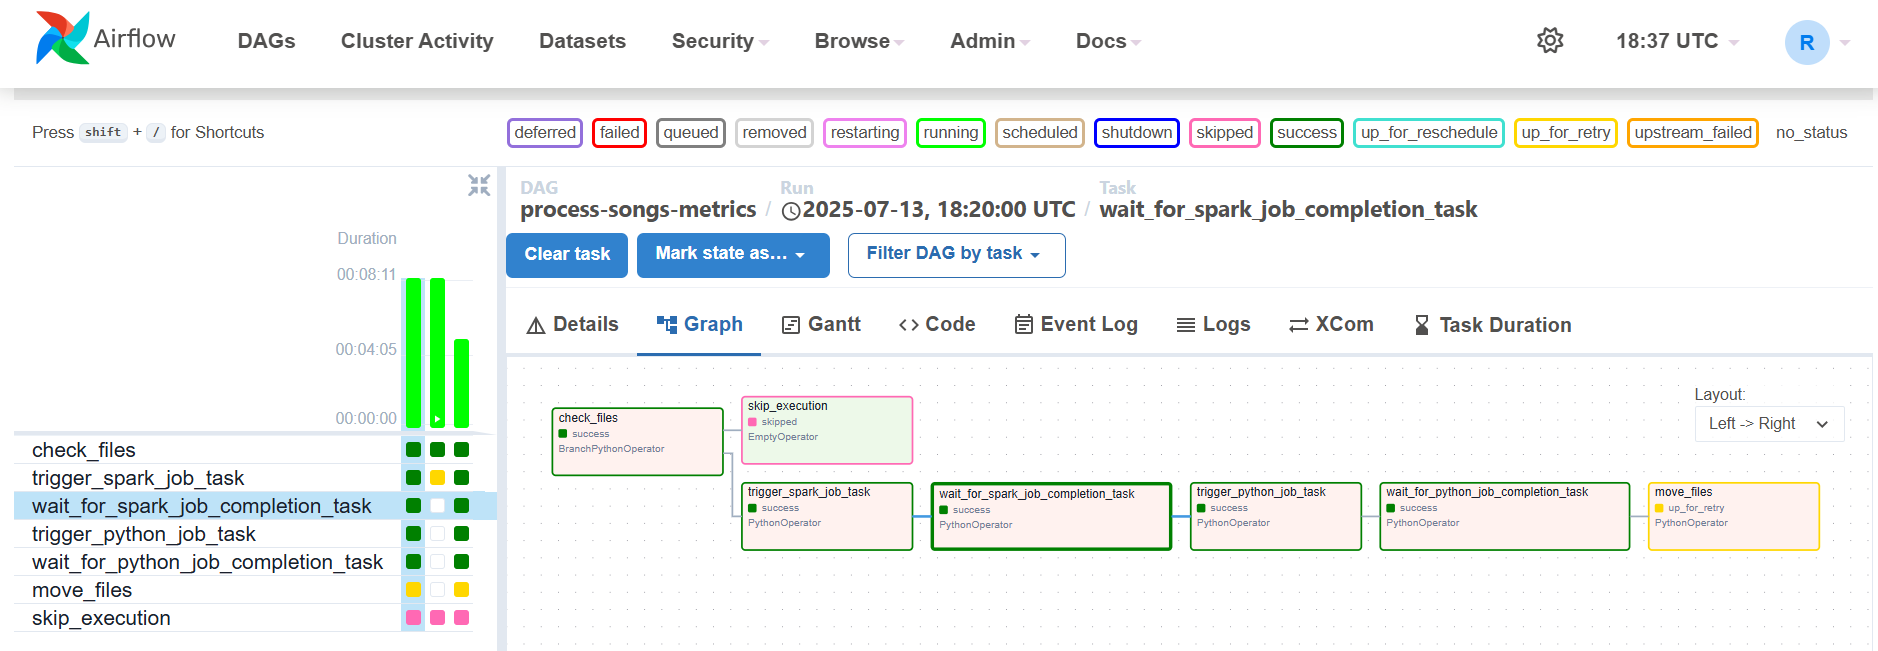 Airflow DAGs Cluster Activity Datasets Security Browse Admin Docs 18:37 UTC R
Press shift + / for Shortcuts
deferred failed queued removed restarting running scheduled shutdown skipped success up_for_reschedule up_for_retry upstream_failed no_status
DAG
process-songs-metrics /
Run
2025-07-13, 18:20:00 UTC /
Task
wait_for_spark_job_completion_task
Clear task Mark state as... Filter DAG by task
Duration
00:08:11
00:04:05
00:00:00
check_files
trigger_spark_job_task
wait_for_spark_job_completion_task
trigger_python_job_task
wait_for_python_job_completion_task
move_files
skip_execution
Details Graph Gantt Code Event Log Logs XCom Task Duration
Layout:
Left -> Right
check_files
success
BranchPythonOperator
skip_execution
skipped
EmptyOperator
trigger_spark_job_task
success
PythonOperator
wait_for_spark_job_completion_task
success
PythonOperator
trigger_python_job_task
success
PythonOperator
wait_for_python_job_completion_task
success
PythonOperator
move_files
up_for_retry
PythonOperator